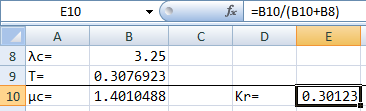 E10 fx =B10/(B10+B8)
A B C D E
8 λc= 3.25
9 T= 0.3076923
10 μc= 1.4010488 Kr= 0.30123